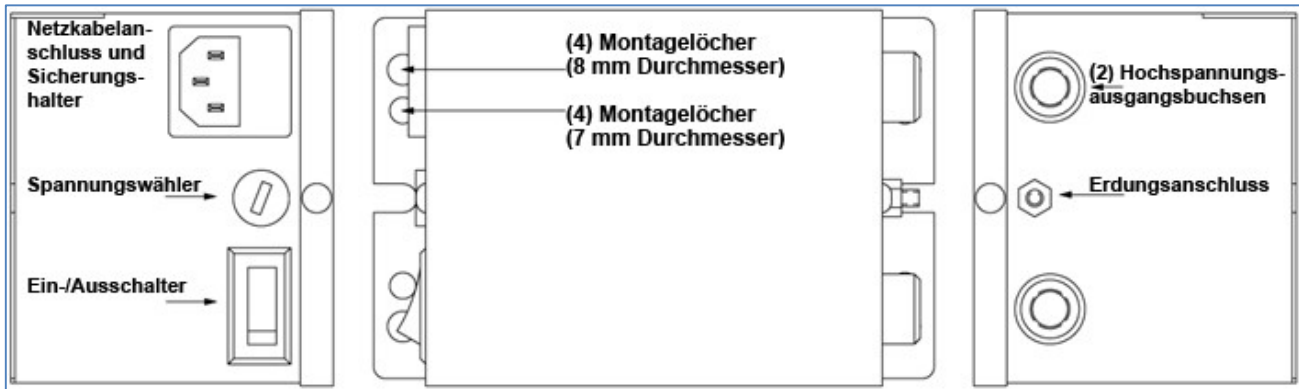 Netzkabelan-
schluss und
Sicherungs-
halter
Spannungswähler
Ein-/Ausschalter
(4) Montagelöcher
(8 mm Durchmesser)
(4) Montagelöcher
(7 mm Durchmesser)
(2) Hochspannungs-
ausgangsbuchsen
Erdungsanschluss